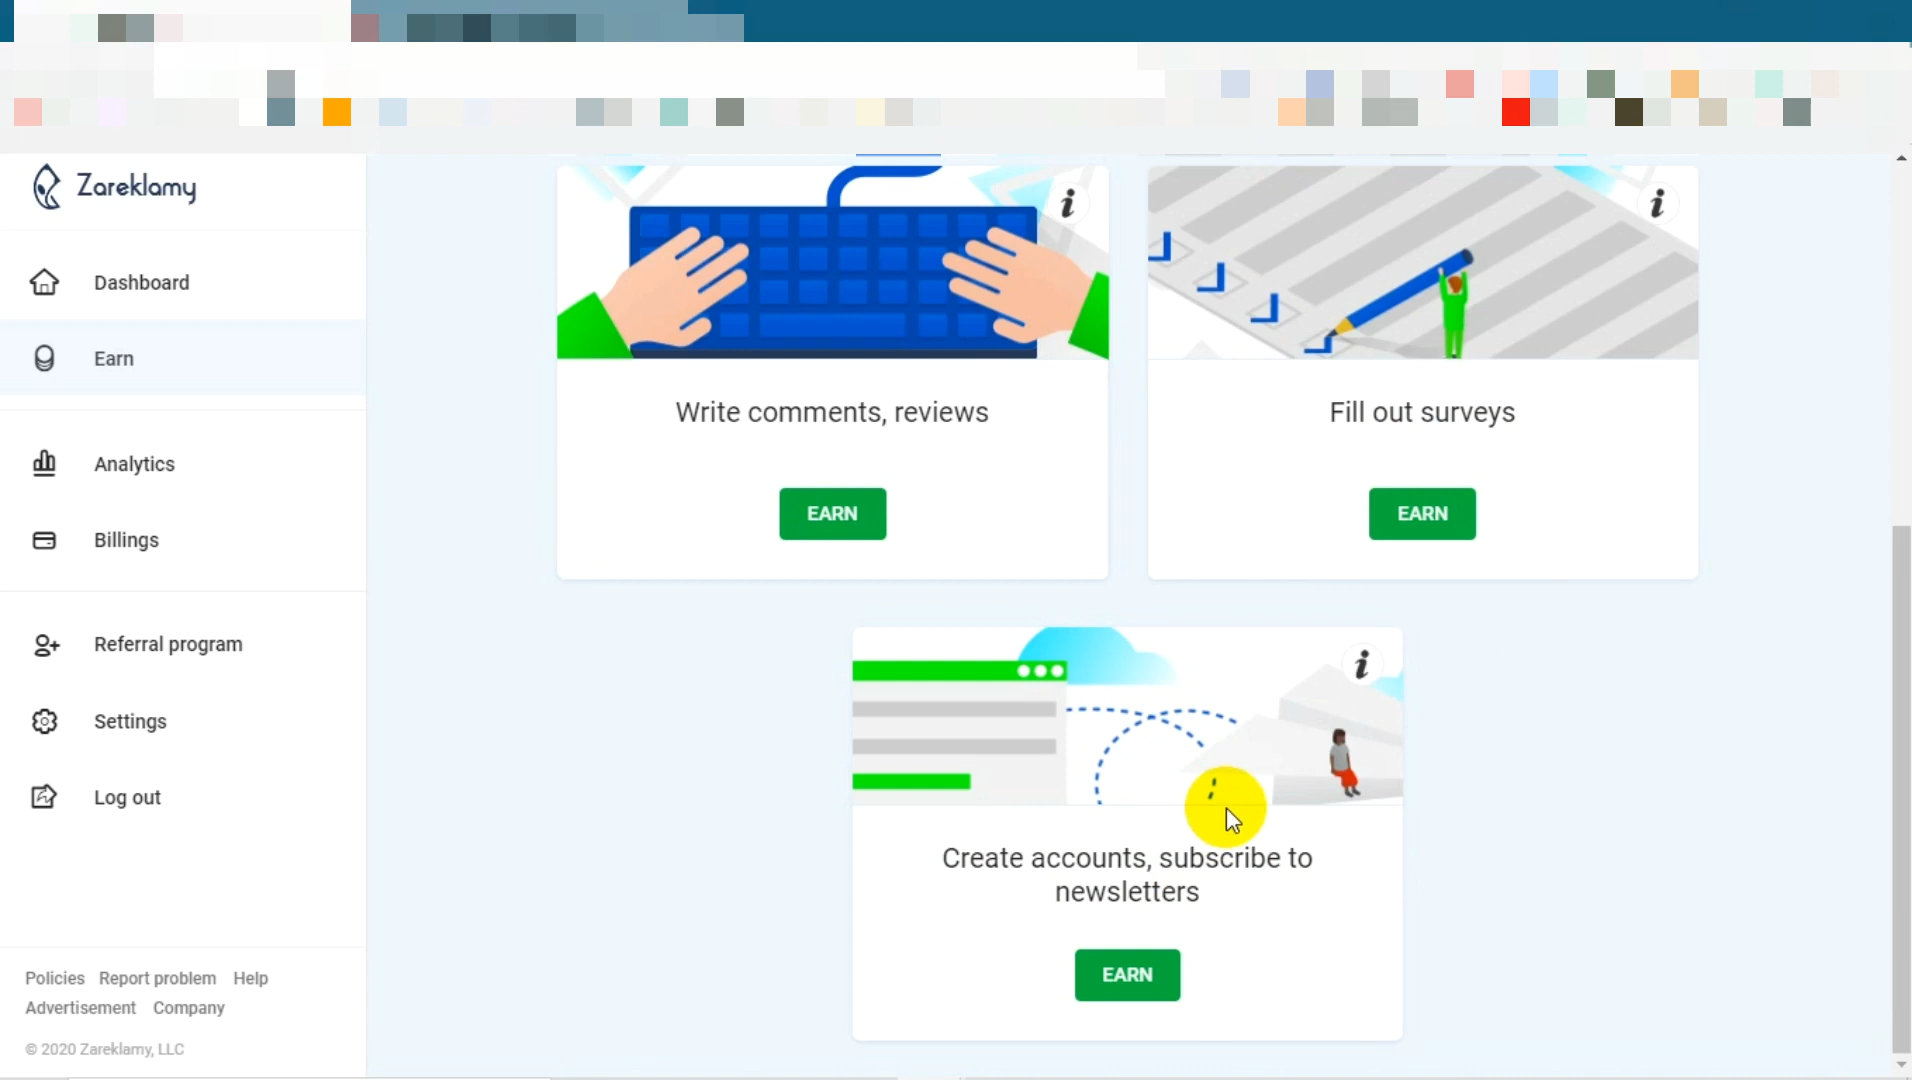 Zareklamy
Dashboard
Earn
Analytics
Billings
Referral program
Settings
Log out
Policies Report problem Help
Advertisement Company
© 2020 Zareklamy, LLC
i
Write comments, reviews
EARN
i
Fill out surveys
EARN
i
Create accounts, subscribe to
newsletters
EARN